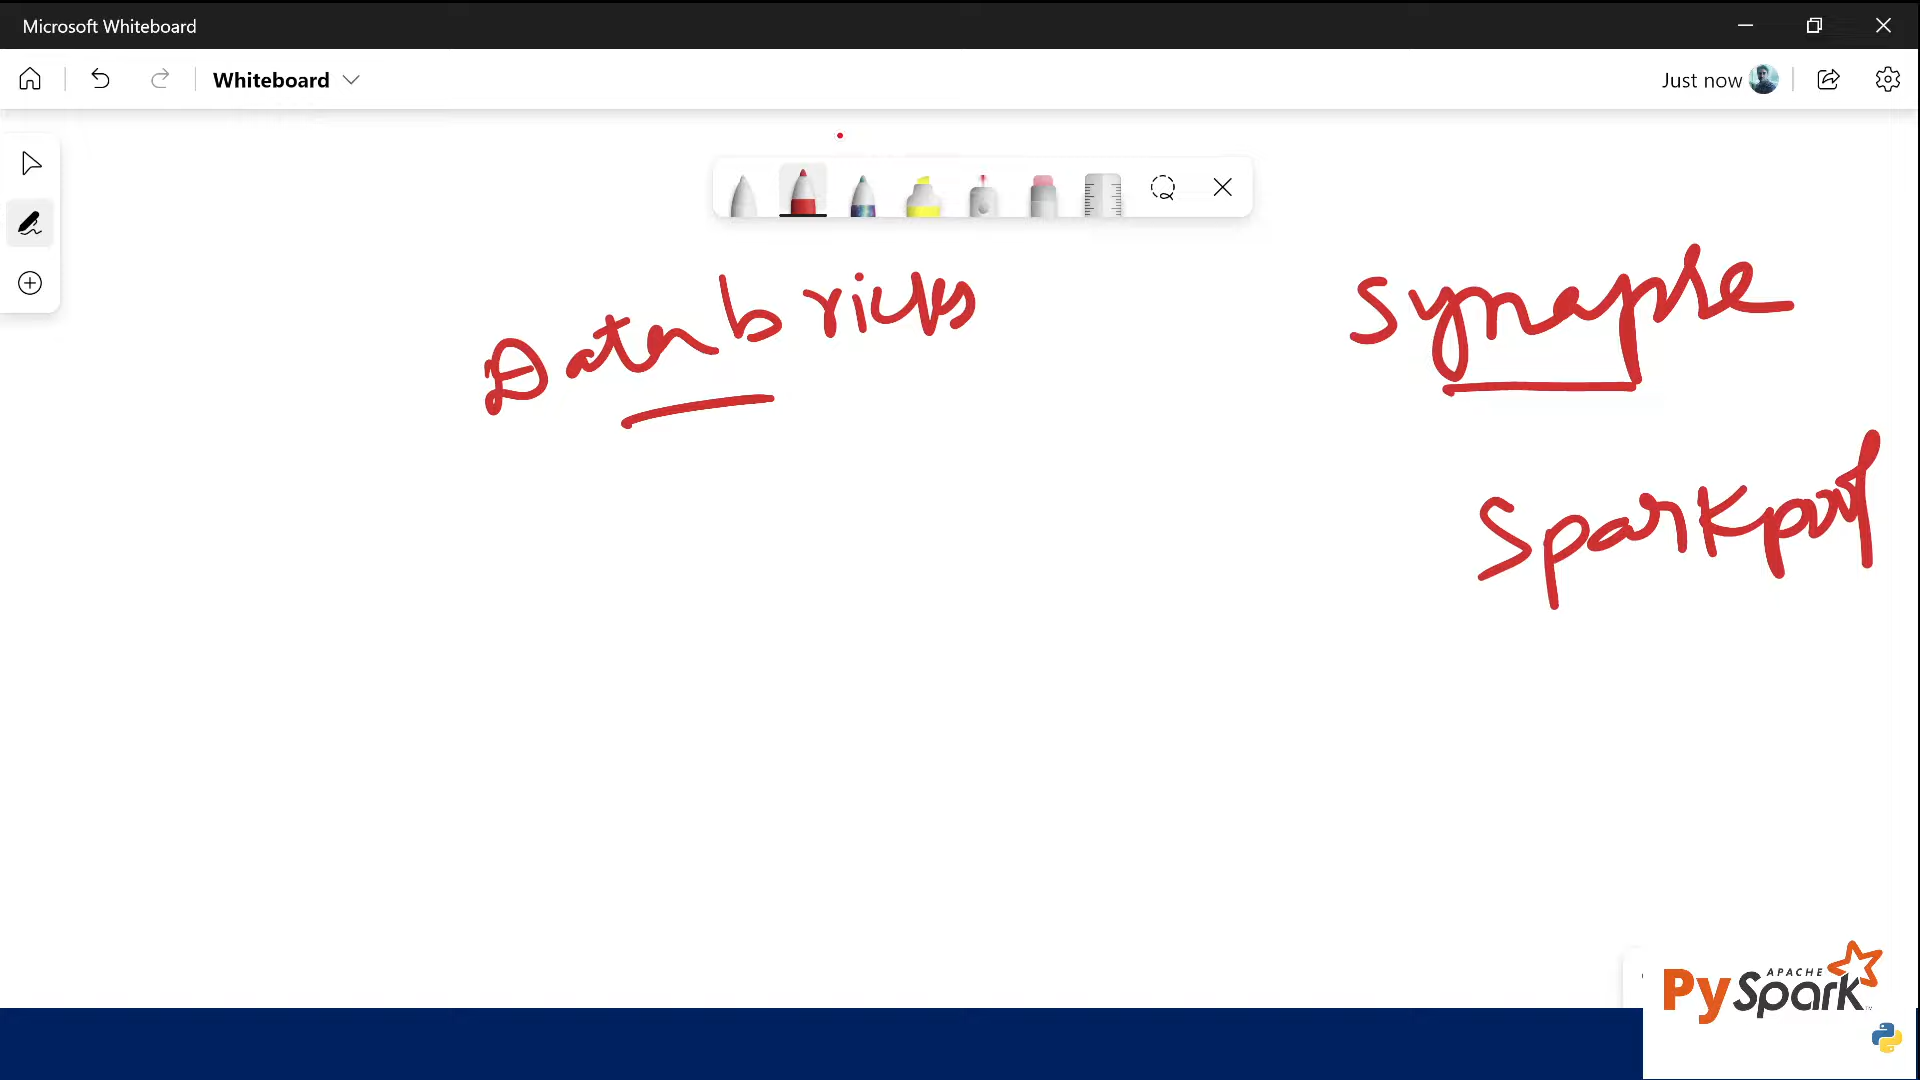 Microsoft Whiteboard
Whiteboard
Just now
Databricks
Synapse
Sparkpool
APACHE
PySpark